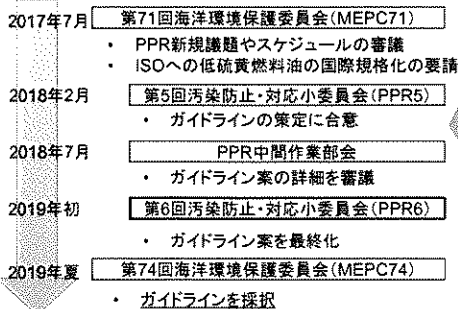 2017年7月 第71回海洋環境保護委員会(MEPC71)
・ PPR新規議題やスケジュールの審議
・ ISOへの低硫黄燃料油の国際規格化の要請
2018年2月 第5回汚染防止・対応小委員会(PPR5)
・ ガイドラインの策定に合意
2018年7月 PPR中間作業部会
・ ガイドライン案の詳細を審議
2019年初 第6回汚染防止・対応小委員会(PPR6)
・ ガイドライン案を最終化
2019年夏 第74回海洋環境保護委員会(MEPC74)
・ ガイドラインを採択